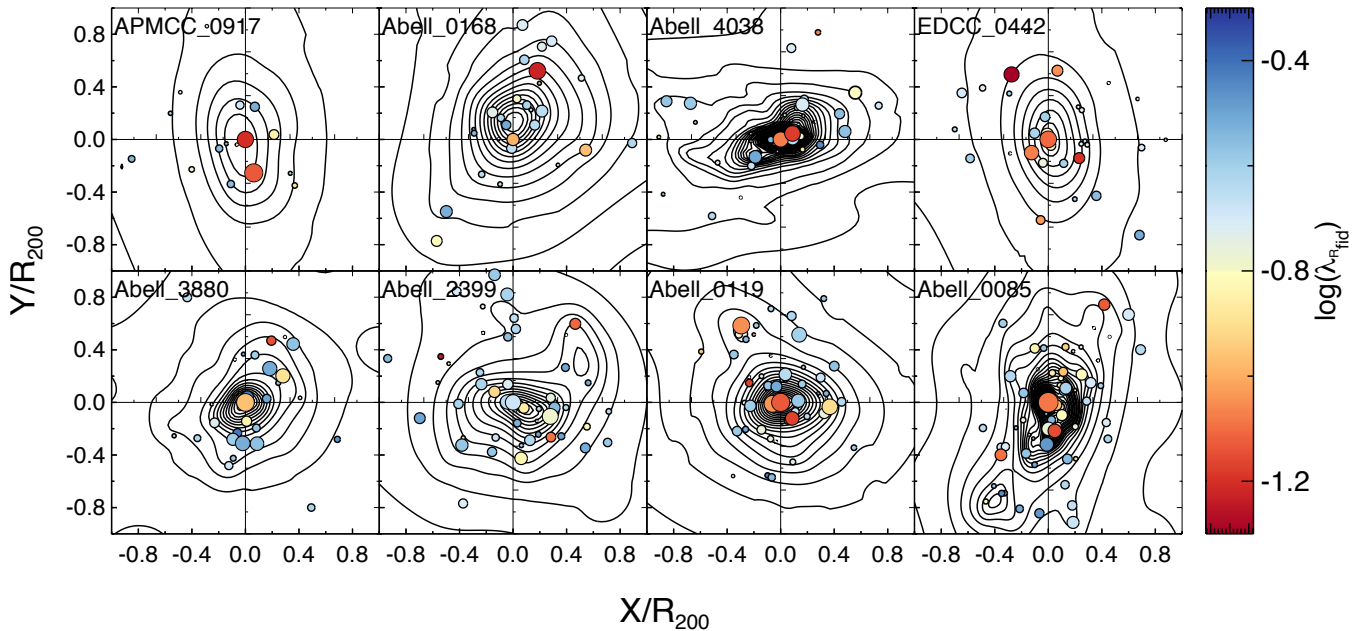 APMCC_0917 Abell_0168 Abell_4038 EDCC_0442
0.8
0.4
0.0
-0.4
-0.8
Abell_3880 Abell_2399 Abell_0119 Abell_0085
0.8
0.4
0.0
-0.4
-0.8
-0.8 -0.4 0.0 0.4 0.8 -0.8 -0.4 0.0 0.4 0.8 -0.8 -0.4 0.0 0.4 0.8 -0.8 -0.4 0.0 0.4 0.8
X/R200
Y/R200
-0.4
-0.8
-1.2
log(λRfid)